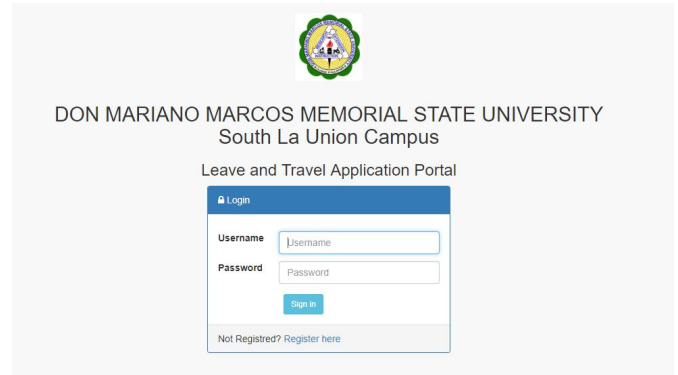 DON MARIANO MARCOS MEMORIAL STATE UNIVERSITY
South La Union Campus
Leave and Travel Application Portal
Login
Username
Username
Password
Password
Sign in
Not Registred? Register here